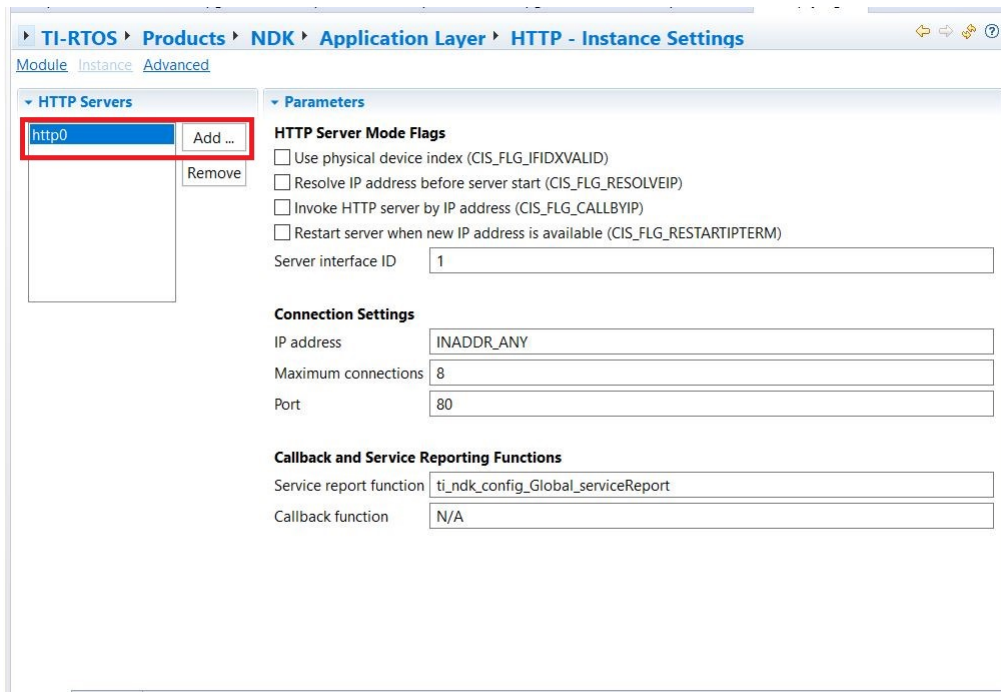 TI-RTOS Products NDK Application Layer HTTP - Instance Settings
Module Instance Advanced
HTTP Servers
http0
Add ...
Remove
Parameters
HTTP Server Mode Flags
Use physical device index (CIS_FLG_IFIDXVALID)
Resolve IP address before server start (CIS_FLG_RESOLVEIP)
Invoke HTTP server by IP address (CIS_FLG_CALLBYIP)
Restart server when new IP address is available (CIS_FLG_RESTARTIPTERM)
Server interface ID 1
Connection Settings
IP address INADDR_ANY
Maximum connections 8
Port 80
Callback and Service Reporting Functions
Service report function ti_ndk_config_Global_serviceReport
Callback function N/A